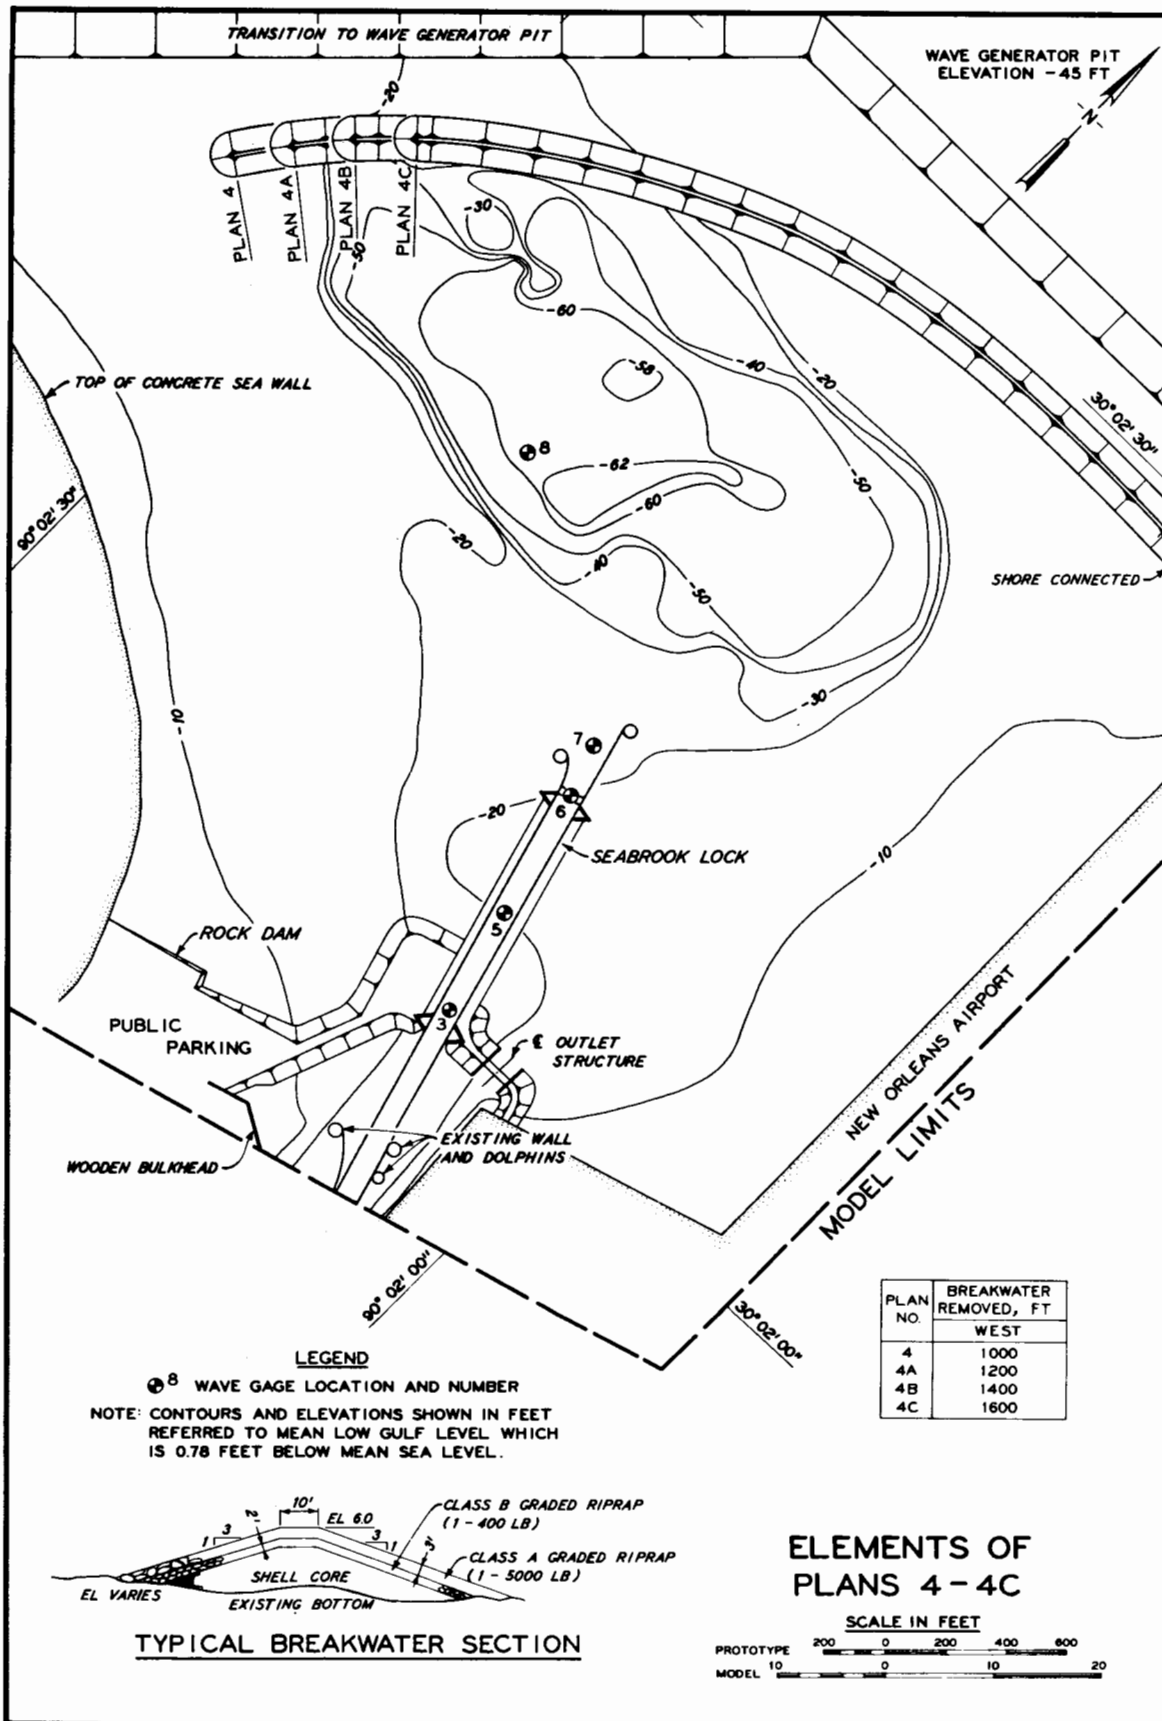 TRANSITION TO WAVE GENERATOR PIT
WAVE GENERATOR PIT
ELEVATION -45 FT
N
-20
PLAN 4
PLAN 4A
PLAN 4B
PLAN 4C
-50
-30
-60
-58
-40
-20
30° 02' 30"
TOP OF CONCRETE SEA WALL
8
-62
-60
-50
90° 02' 30"
-20
-40
-50
SHORE CONNECTED
-30
-10
7
6
-20
SEABROOK LOCK
-10
5
ROCK DAM
3
PUBLIC
PARKING
℄ OUTLET
STRUCTURE
NEW ORLEANS AIRPORT
MODEL LIMITS
EXISTING WALL
AND DOLPHINS
WOODEN BULKHEAD
90° 02' 00"
30° 02' 00"
PLAN
NO.
BREAKWATER
REMOVED, FT
WEST
4 1000
4A 1200
4B 1400
4C 1600
LEGEND
8 WAVE GAGE LOCATION AND NUMBER
NOTE: CONTOURS AND ELEVATIONS SHOWN IN FEET
REFERRED TO MEAN LOW GULF LEVEL WHICH
IS 0.78 FEET BELOW MEAN SEA LEVEL.
10'
2'
EL 6.0
1 3
3 1
3'
CLASS B GRADED RIPRAP
(1 - 400 LB)
CLASS A GRADED RIPRAP
(1 - 5000 LB)
SHELL CORE
EL VARIES
EXISTING BOTTOM
TYPICAL BREAKWATER SECTION
ELEMENTS OF
PLANS 4-4C
SCALE IN FEET
PROTOTYPE 200 0 200 400 600
MODEL 10 0 10 20